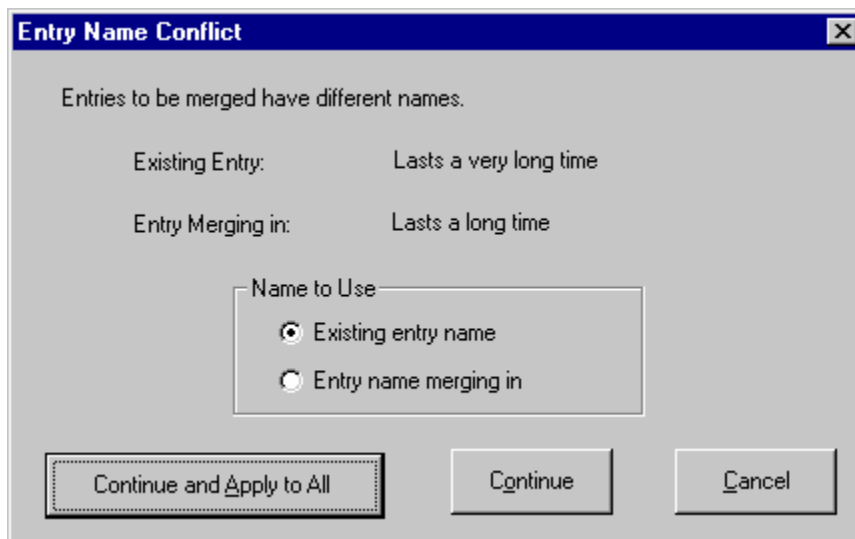 Entry Name Conflict
Entries to be merged have different names.
Existing Entry: Lasts a very long time
Entry Merging in: Lasts a long time
Name to Use
Existing entry name
Entry name merging in
Continue and Apply to All Continue Cancel